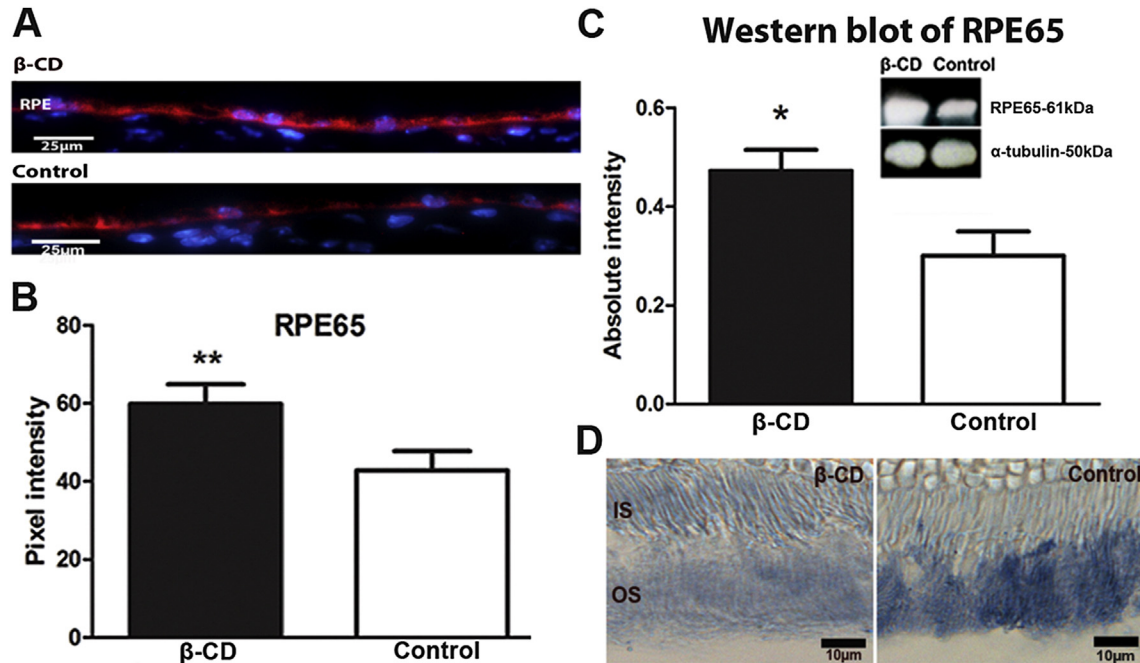 A
β-CD
RPE
25μm
Control
25μm
B
RPE65
80
60
40
20
0
**
Pixel intensity
β-CD
Control
C
Western blot of RPE65
β-CD Control
RPE65-61kDa
α-tubulin-50kDa
0.6
0.4
0.2
0.0
*
Absolute intensity
β-CD
Control
D
β-CD
IS
OS
10μm
Control
10μm